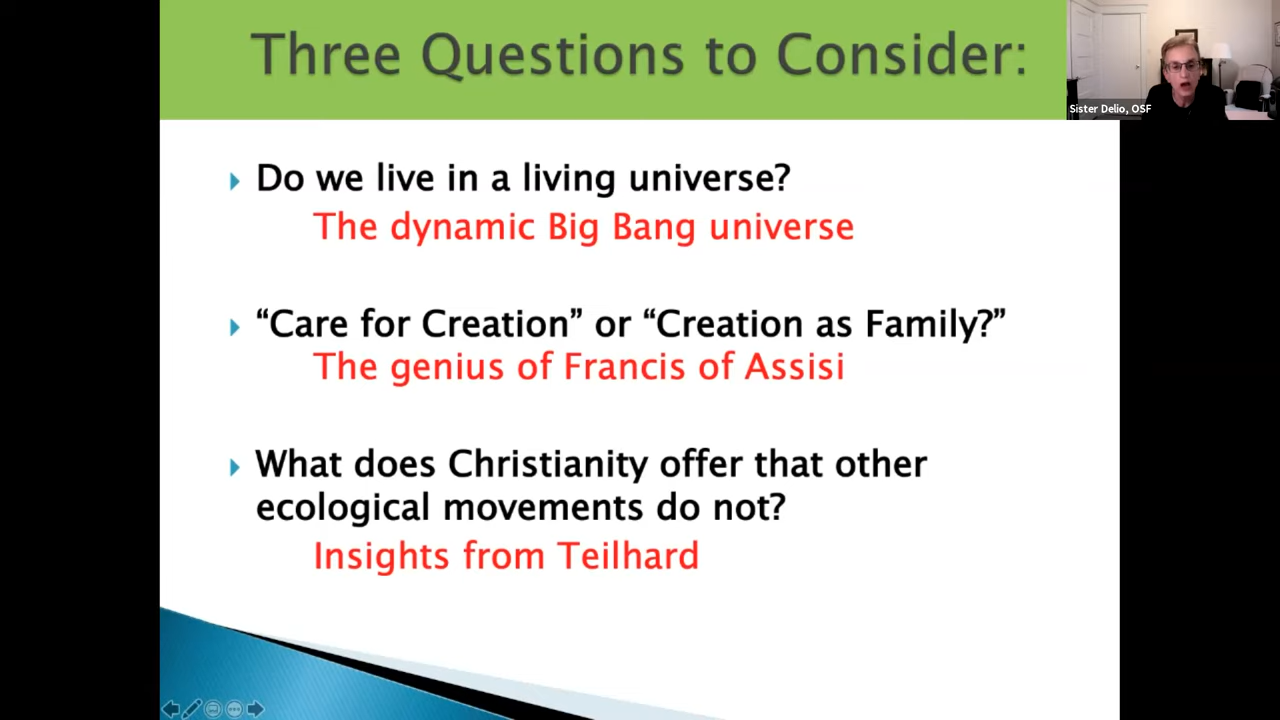 Three Questions to Consider:
Sister Delio, OSF
Do we live in a living universe?
The dynamic Big Bang universe
“Care for Creation” or “Creation as Family?”
The genius of Francis of Assisi
What does Christianity offer that other
ecological movements do not?
Insights from Teilhard